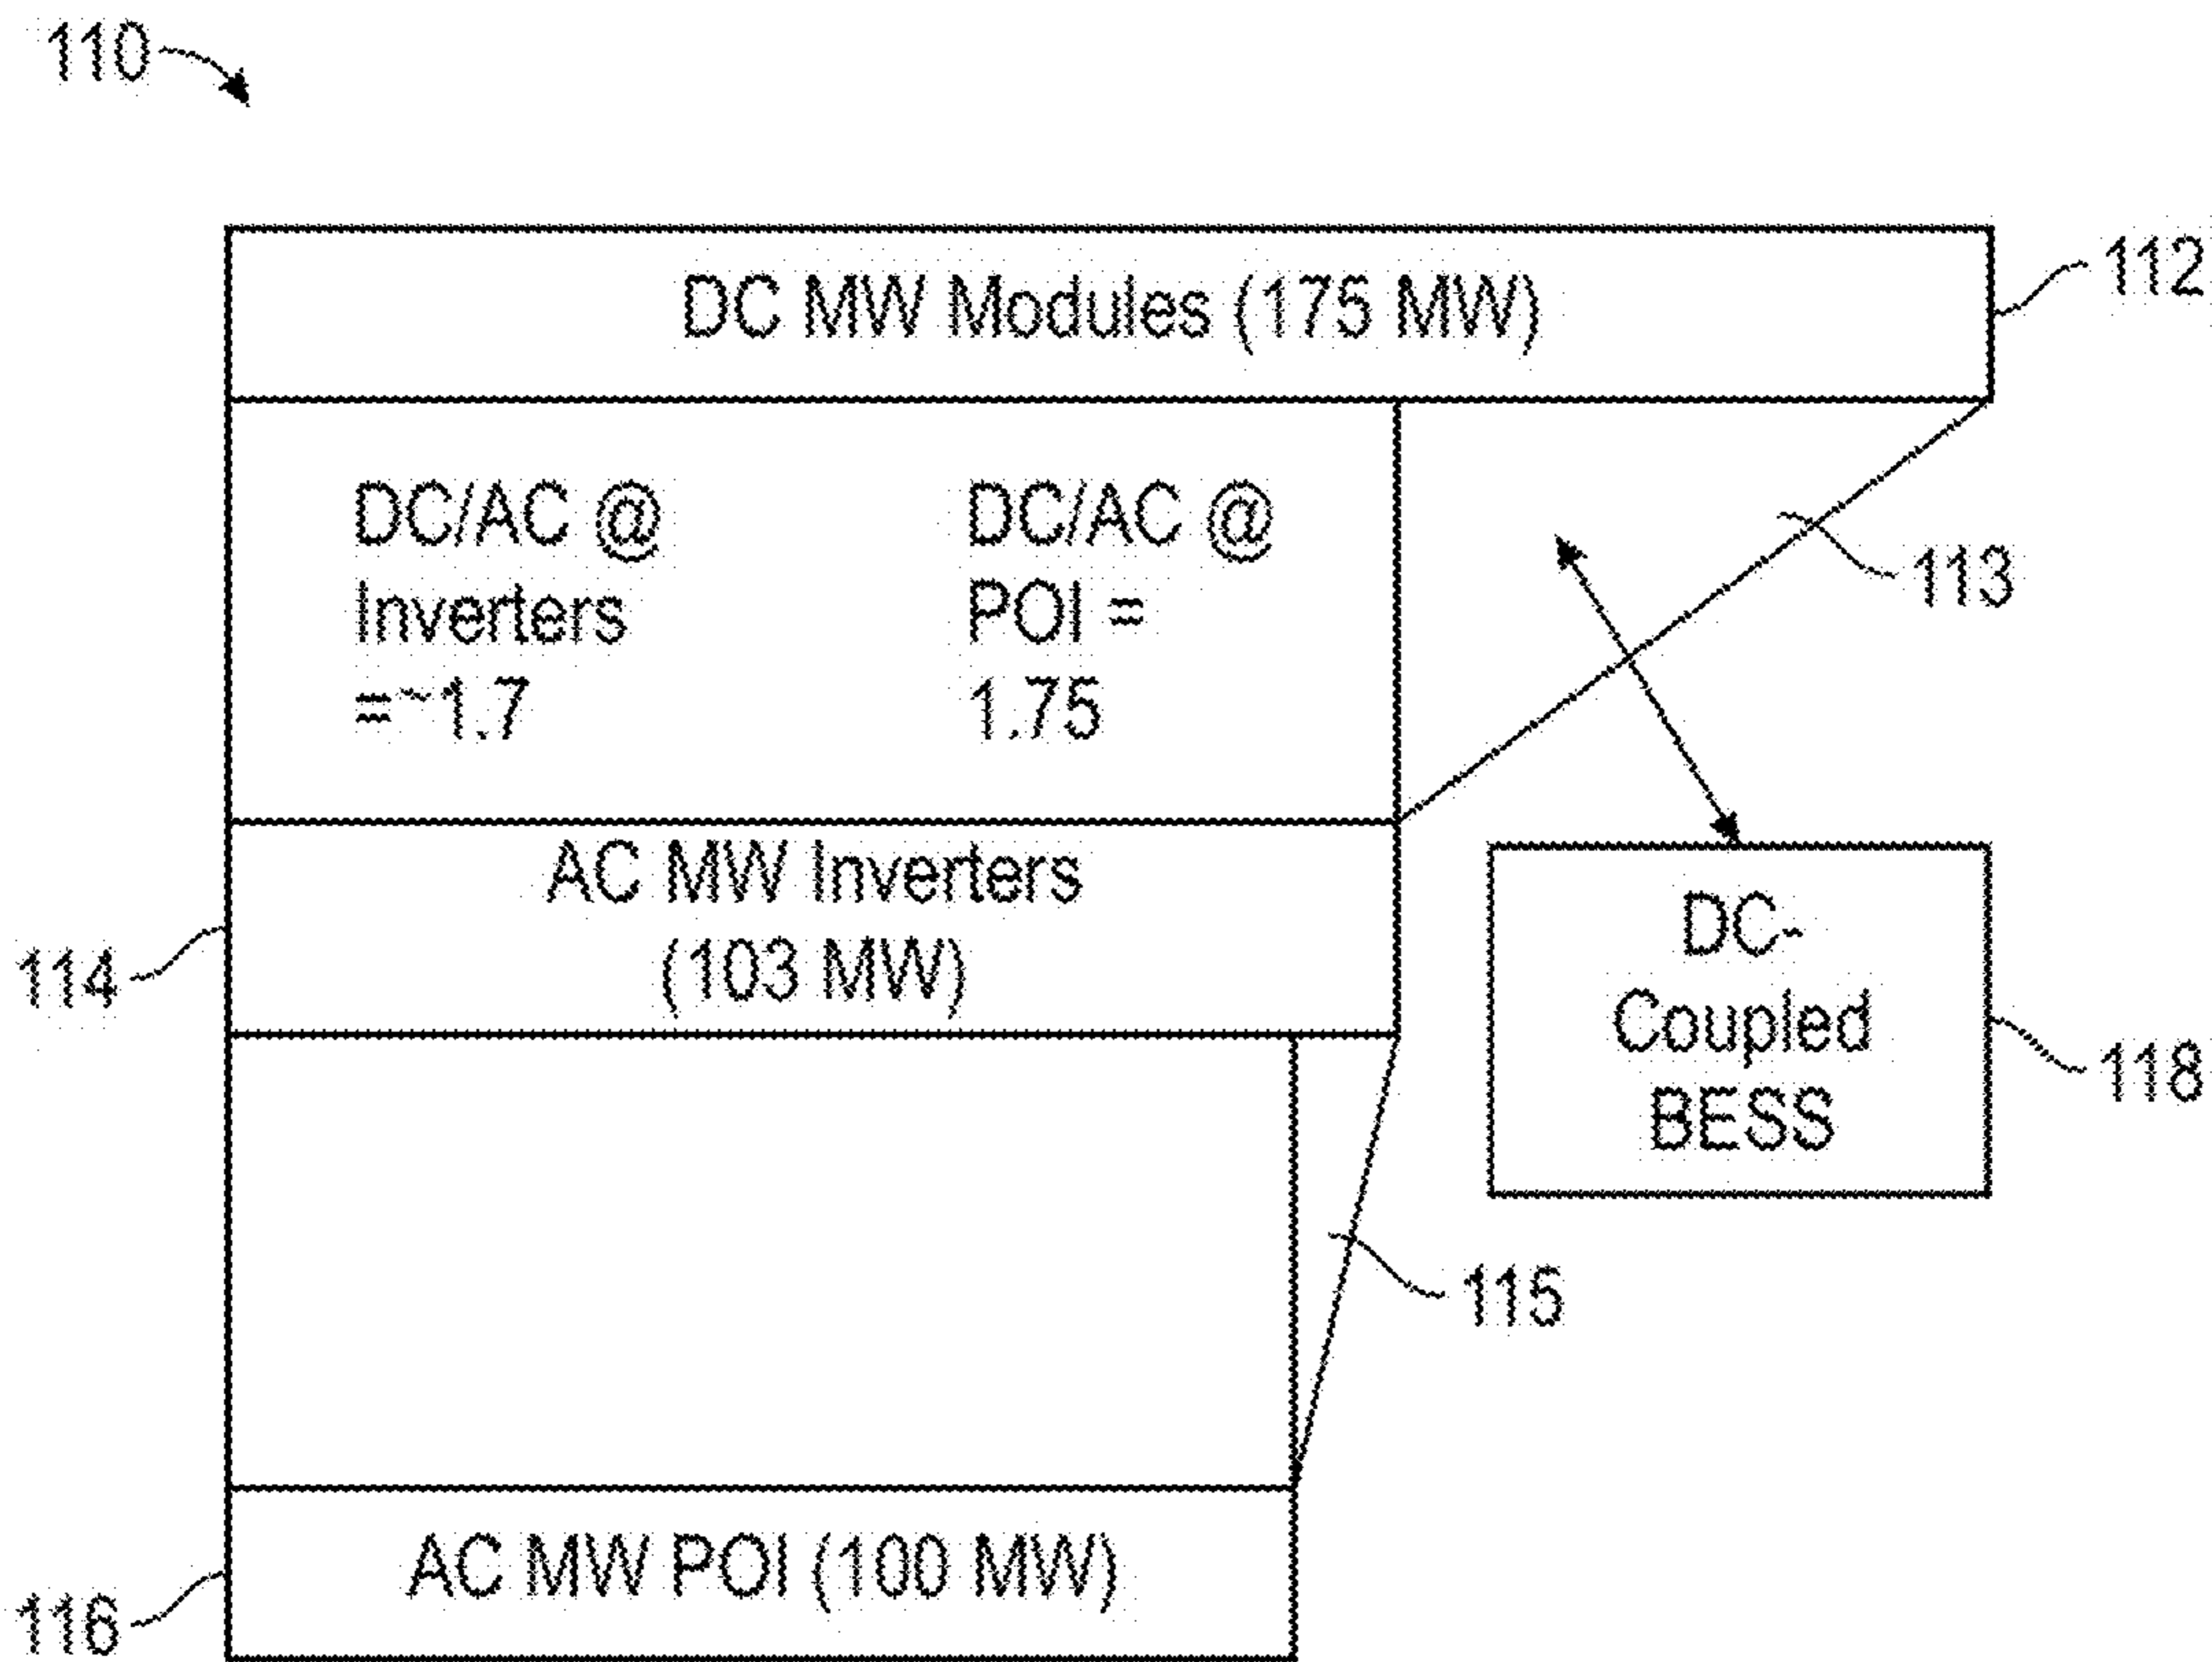 110
DC MW Modules (175 MW)
112
DC/AC @
Inverters
=~1.7
DC/AC @
POI =
1.75
113
AC MW Inverters
(103 MW)
114
DC-
Coupled
BESS
118
115
AC MW POI (100 MW)
116